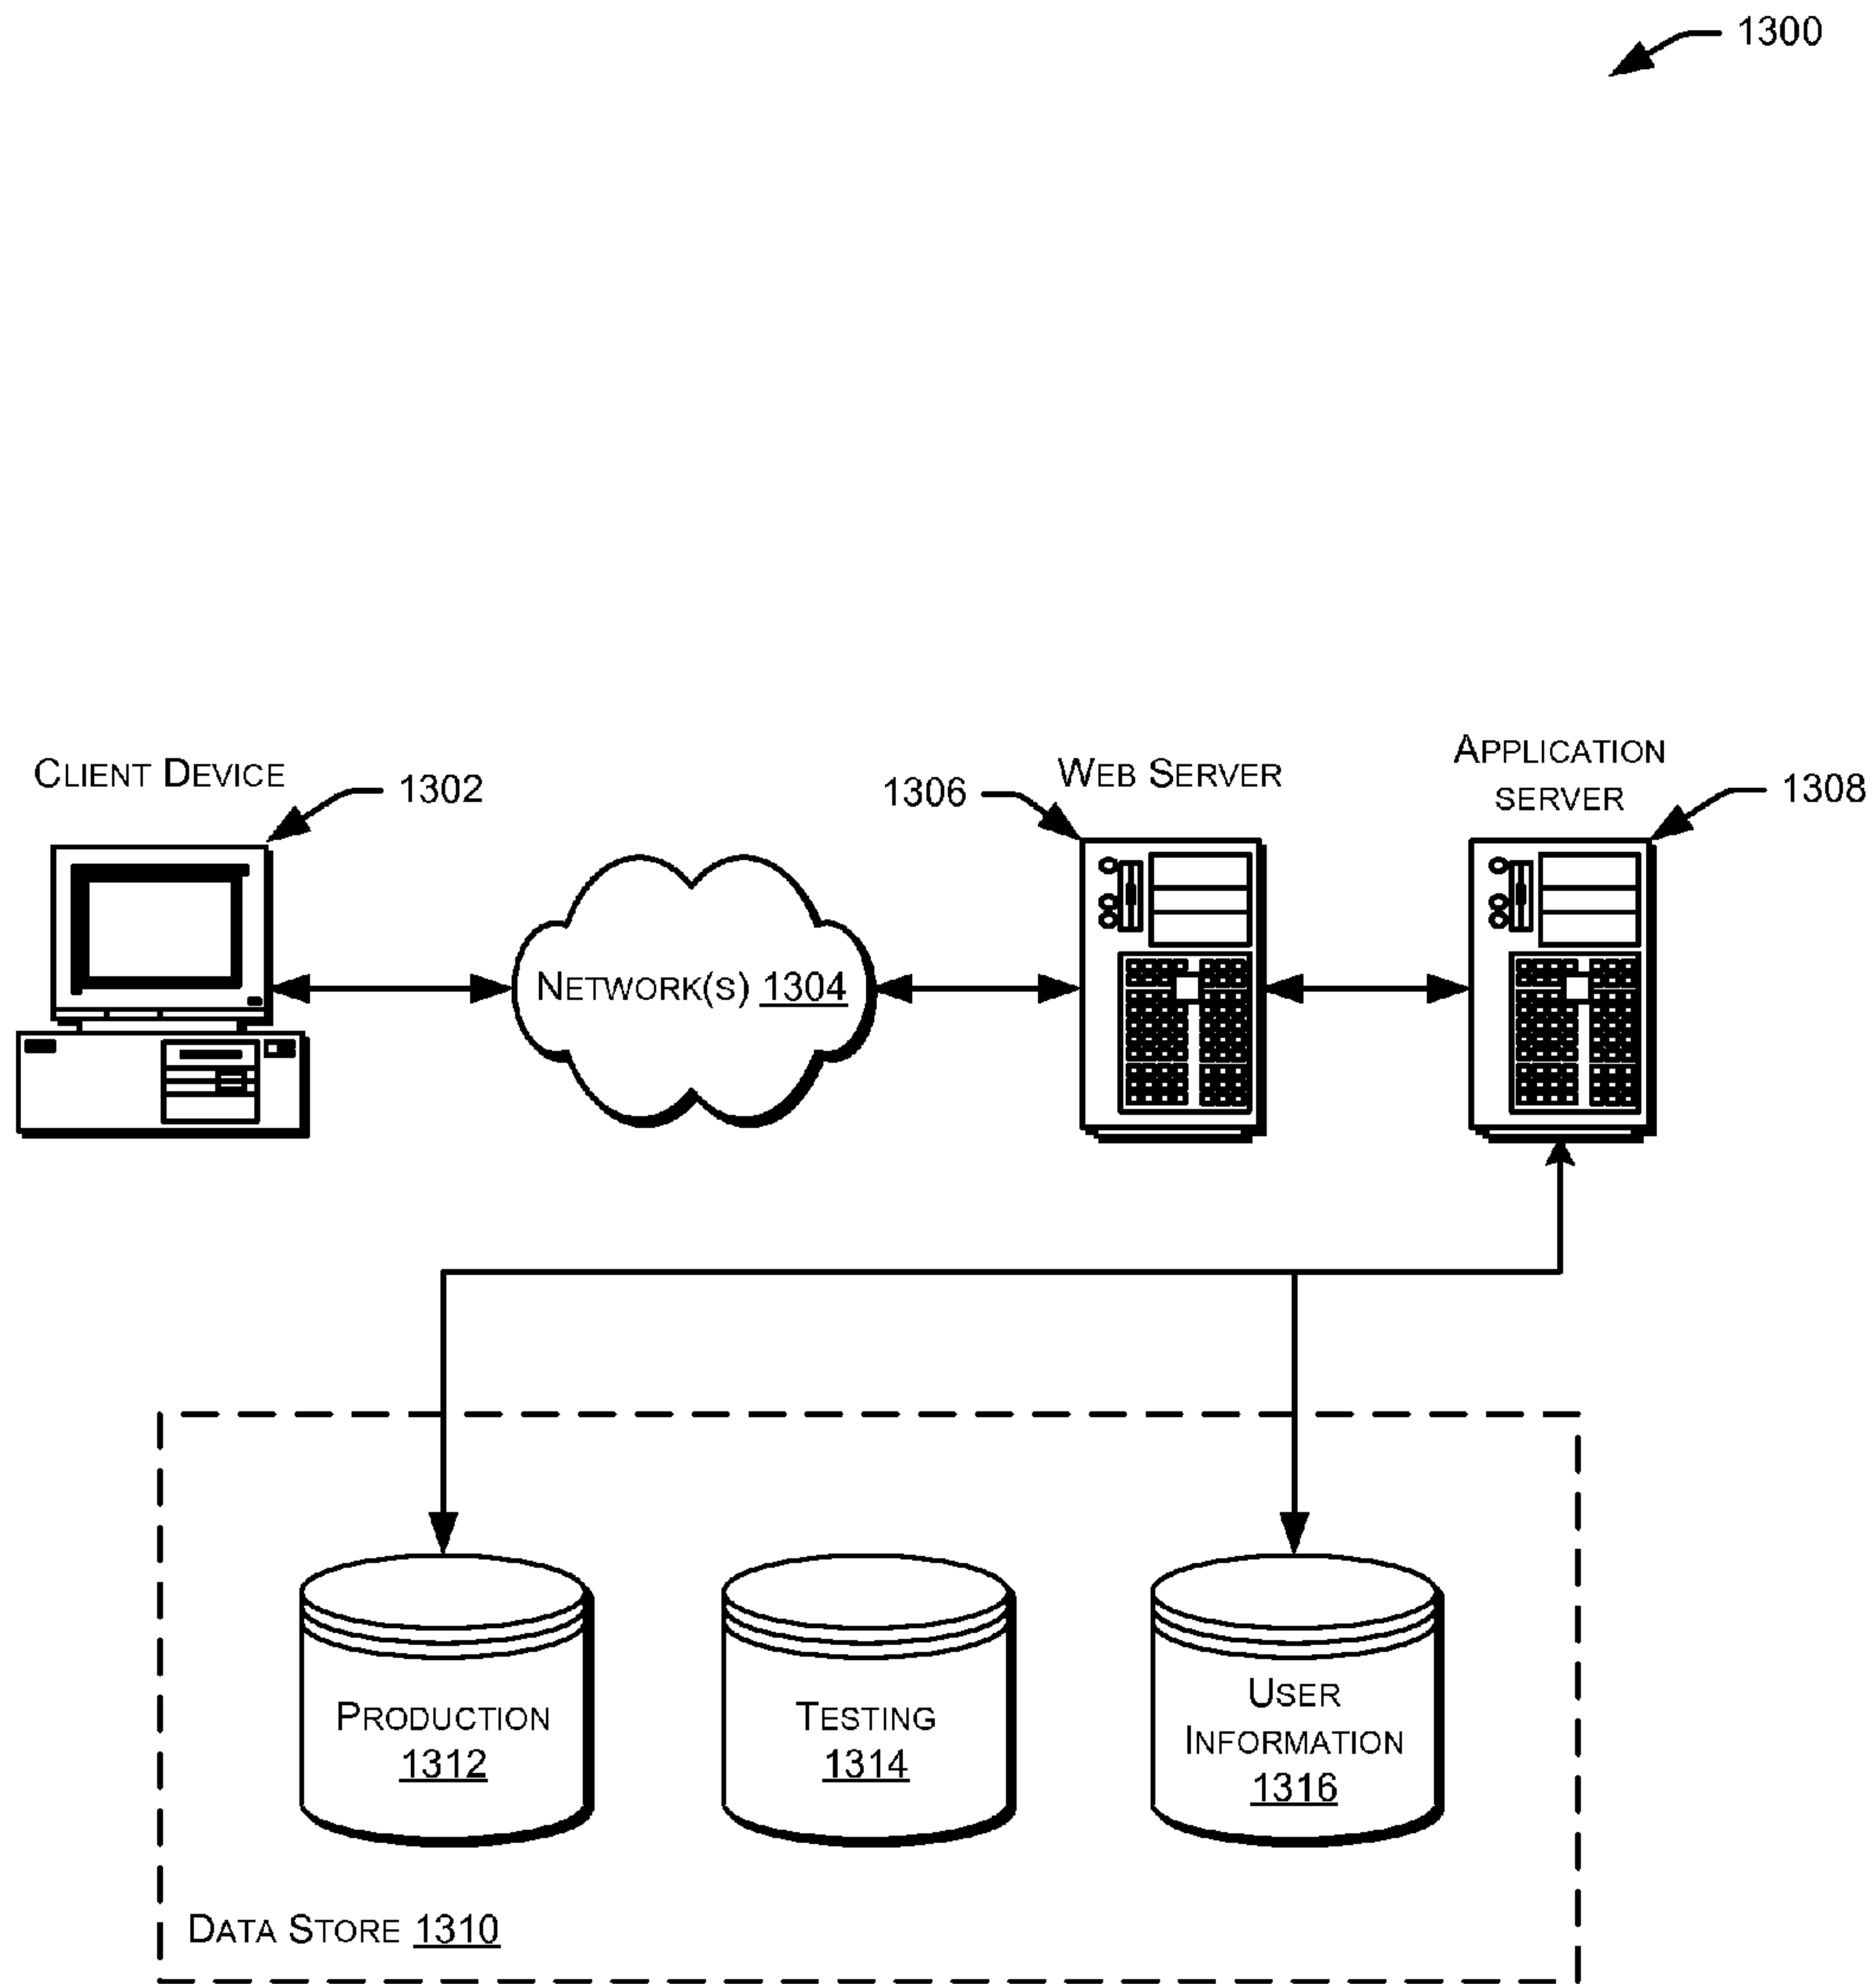 1300
Client Device
1302
1306
Web Server
Application
server
1308
Network(s) 1304
Production
1312
Testing
1314
User
Information
1316
Data Store 1310